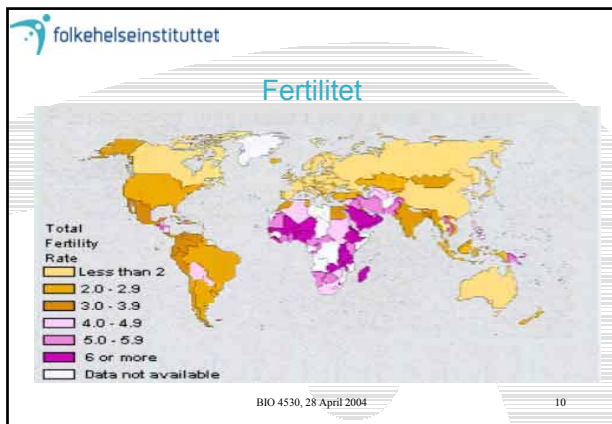 folkehelseinstituttet
Fertilitet
Total
Fertility
Rate
Less than 2
2.0 - 2.9
3.0 - 3.9
4.0 - 4.9
5.0 - 5.9
6 or more
Data not available
BIO 4530, 28 April 2004
10